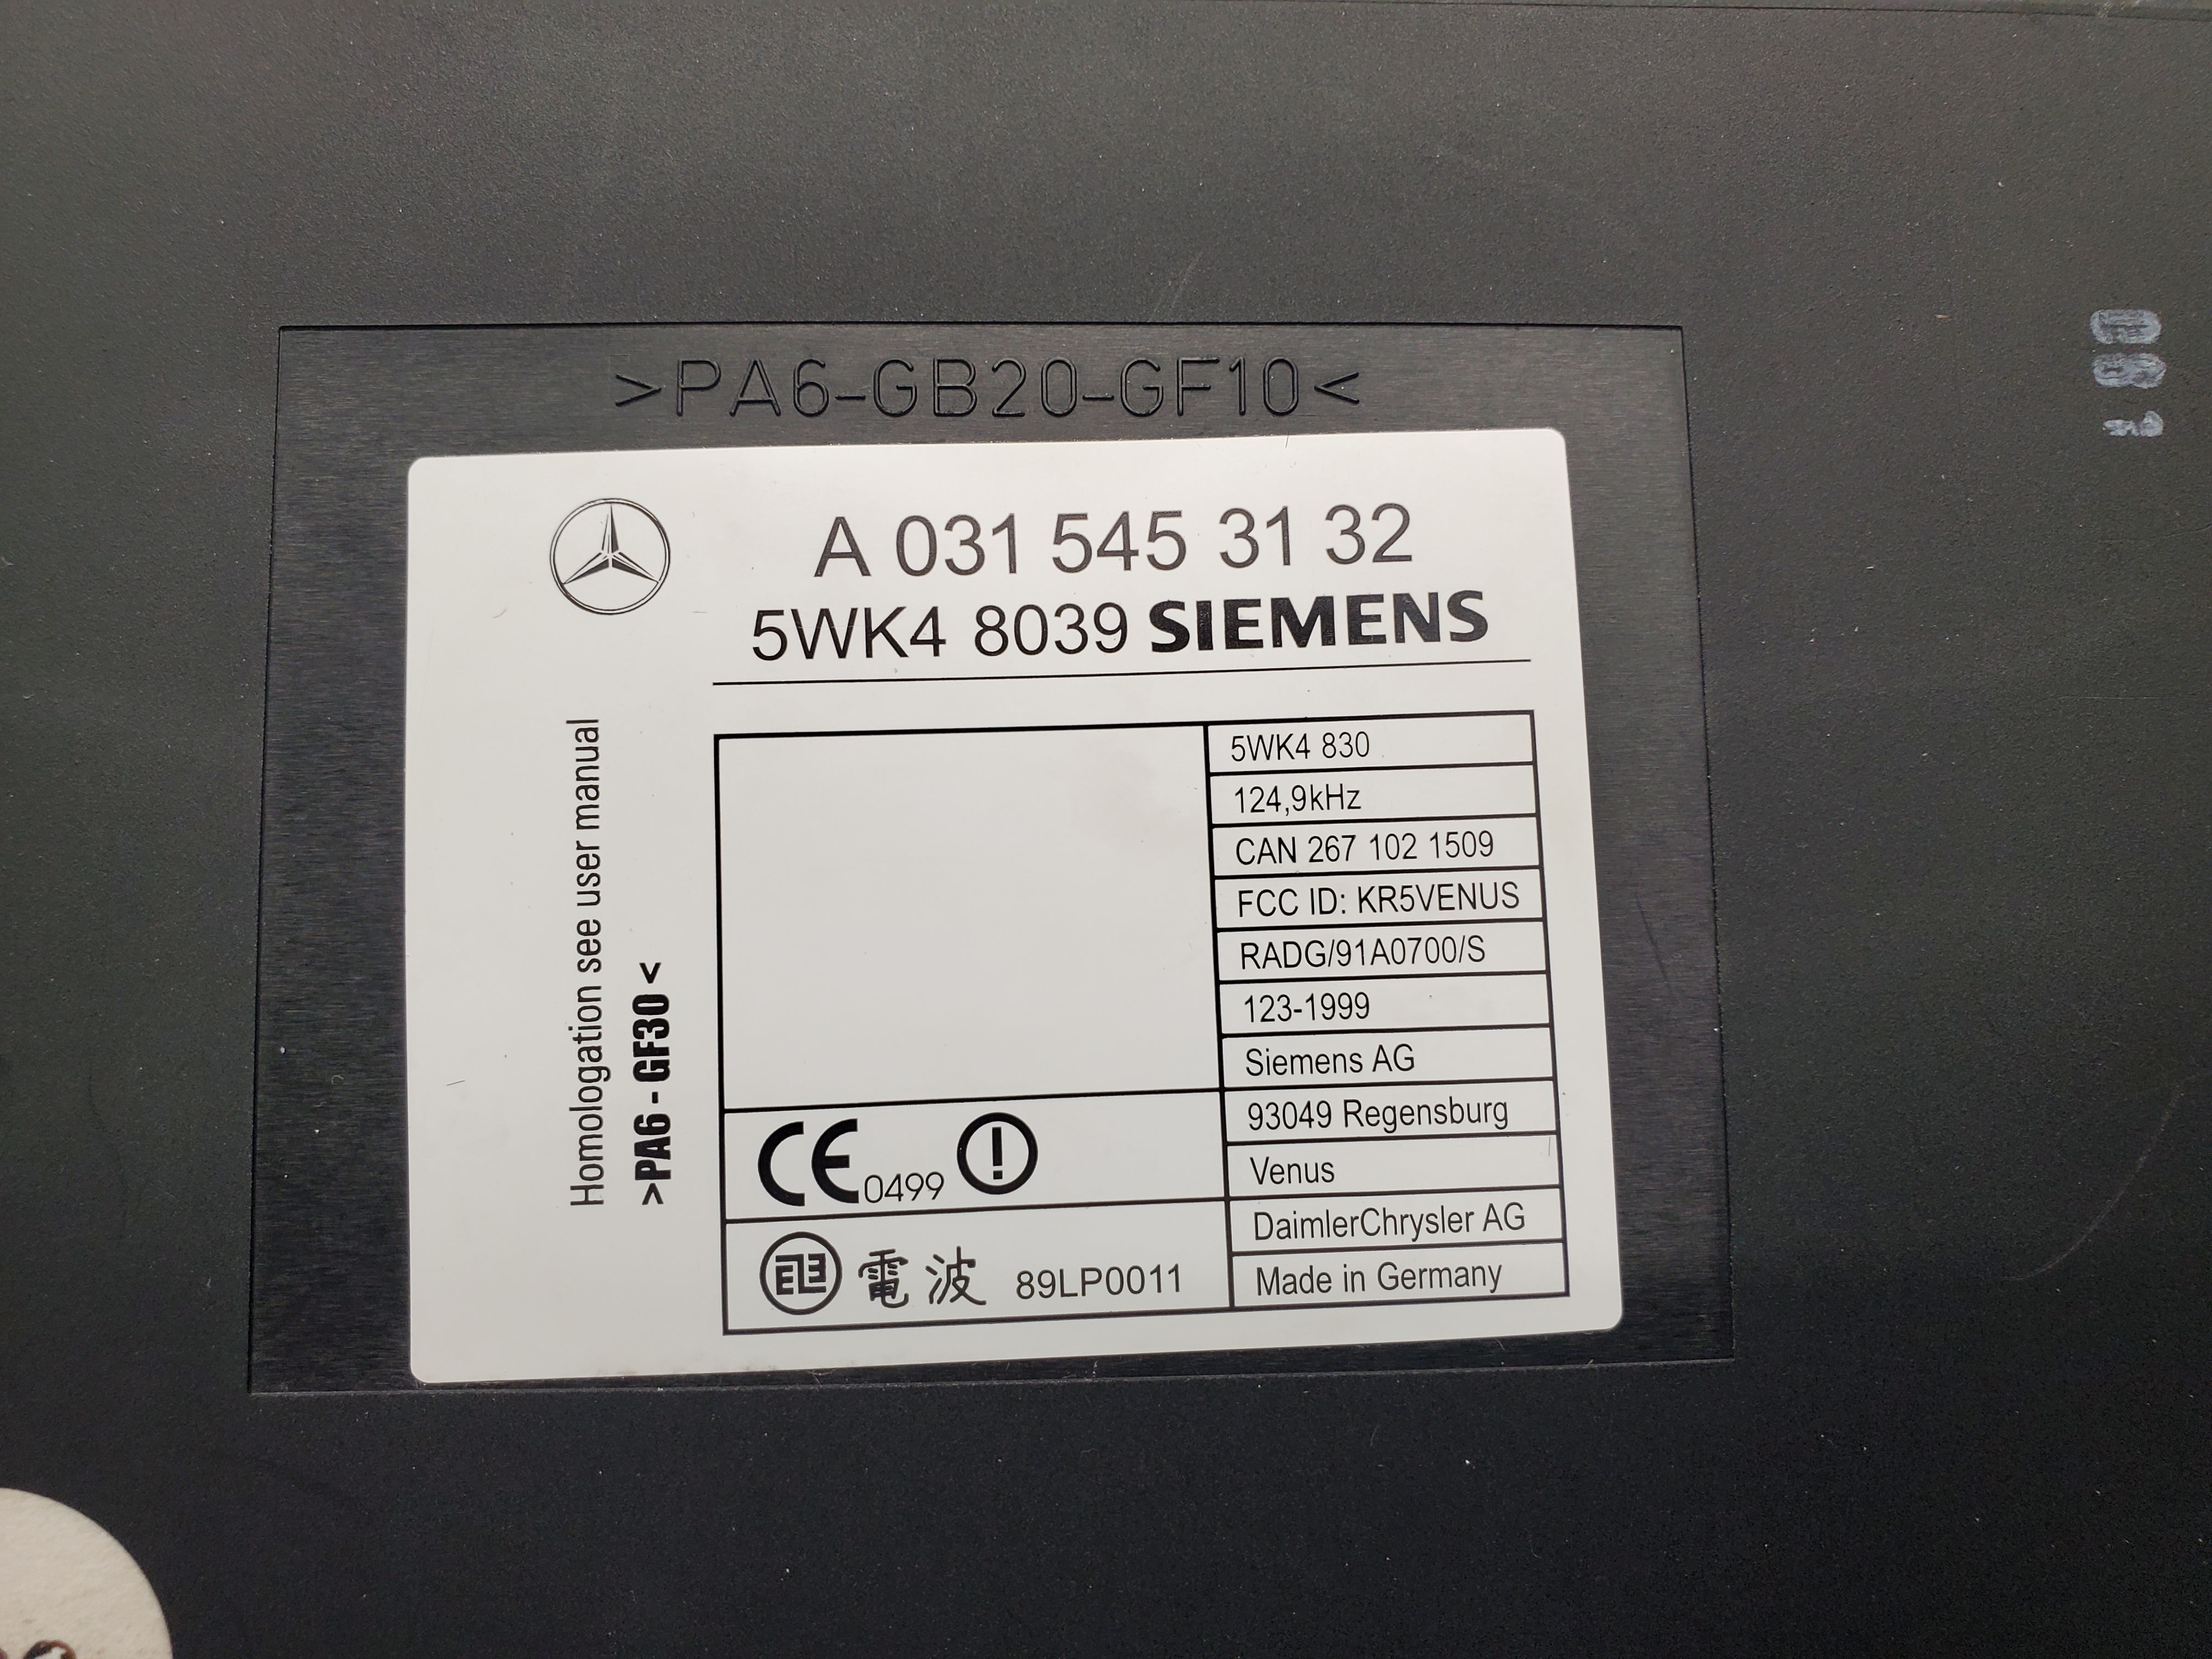 >PA6-GB20-GF10<
A 031 545 31 32
5WK4 8039 SIEMENS
Homologation see user manual
>PA6 - GF30 <
5WK4 830
124,9kHz
CAN 267 102 1509
FCC ID: KR5VENUS
RADG/91A0700/S
123-1999
Siemens AG
93049 Regensburg
Venus
DaimlerChrysler AG
Made in Germany
CE 0499 !
電波 89LP0011